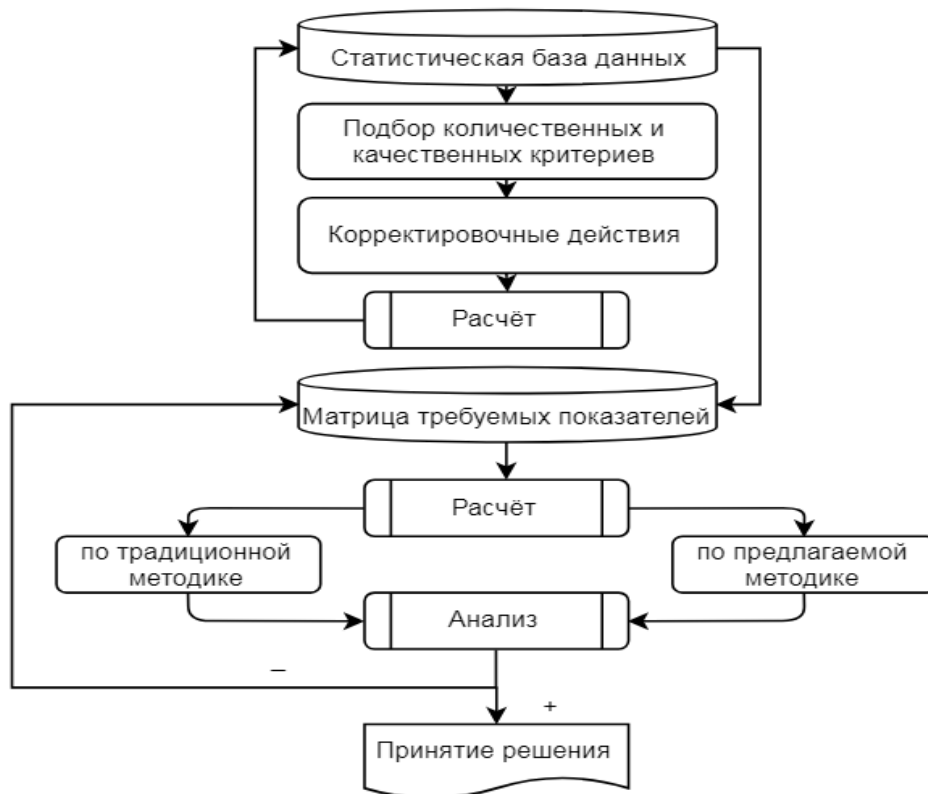 Статистическая база данных
Подбор количественных и
качественных критериев
Корректировочные действия
Расчёт
Матрица требуемых показателей
Расчёт
по традиционной
методике
по предлагаемой
методике
Анализ
–
+
Принятие решения